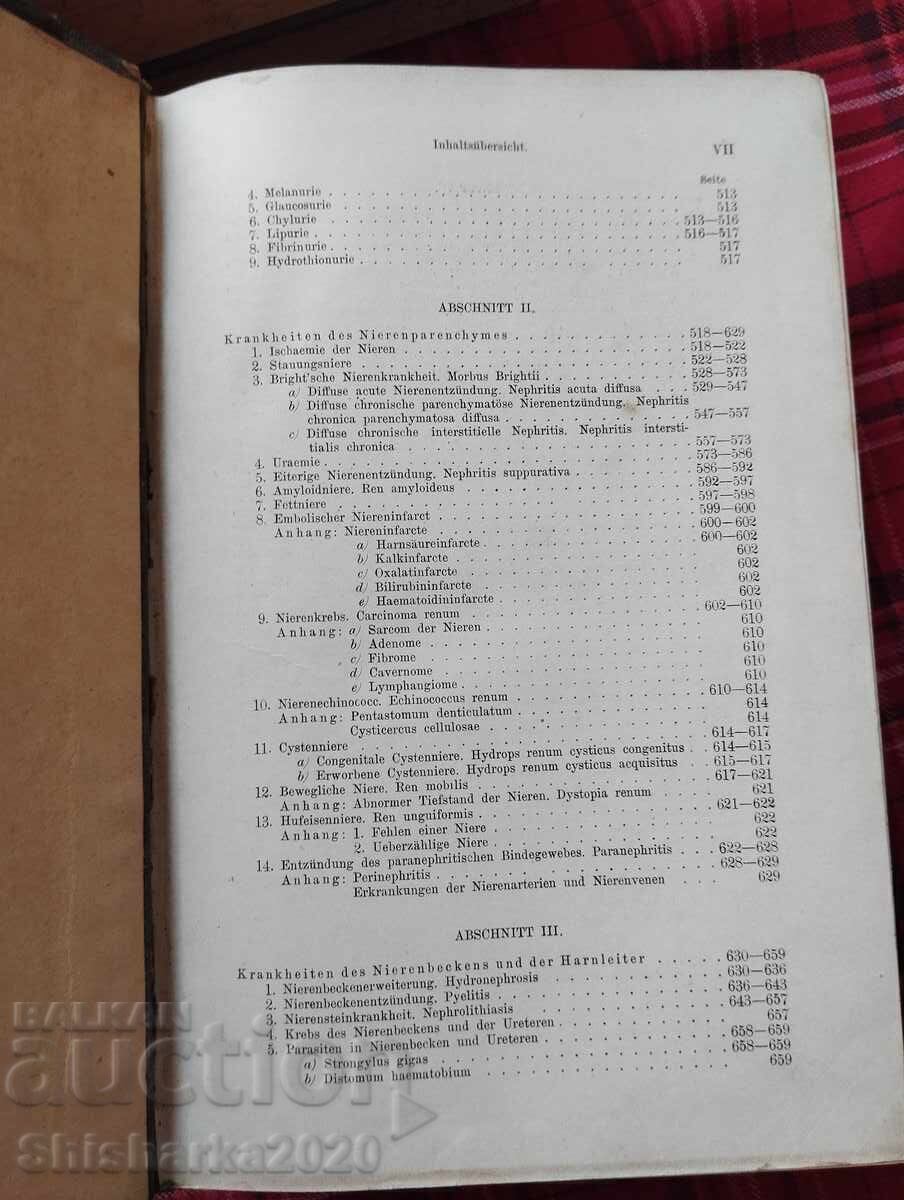 Inhaltsübersicht. VII
Seite
4. Melanurie . . . . . . . . . . 513
5. Glaucosurie . . . . . . . . . . 513
6. Chylurie . . . . . . . . . . 513—516
7. Lipurie . . . . . . . . . . 516—517
8. Fibrinurie . . . . . . . . . . 517
9. Hydrothionurie . . . . . . . . . . 517
ABSCHNITT II.
Krankheiten des Nierenparenchymes . . . . . . . . 518—629
1. Ischaemie der Nieren . . . . . . . . . . 518—522
2. Stauungsniere . . . . . . . . . . 522—528
3. Bright'sche Nierenkrankheit. Morbus Brightii . . . . . . . 528—573
a) Diffuse acute Nierenentzündung. Nephritis acuta diffusa . . . 529—547
b) Diffuse chronische parenchymatöse Nierenentzündung. Nephritis
chronica parenchymatosa diffusa . . . . . . . . . . 547—557
c) Diffuse chronische interstitielle Nephritis. Nephritis intersti-
tialis chronica . . . . . . . . . . 557—573
4. Uraemie . . . . . . . . . . 573—586
5. Eiterige Nierenentzündung. Nephritis suppurativa . . . . . . 586—592
6. Amyloidniere. Ren amyloideus . . . . . . . . . . 592—597
7. Fettniere . . . . . . . . . . 597—598
8. Embolischer Niereninfarct . . . . . . . . . . 599—600
Anhang: Niereninfarcte . . . . . . . . . . 600—602
a) Harnsäureinfarcte . . . . . . . . . . 600—602
b) Kalkinfarcte . . . . . . . . . . 602
c) Oxalatinfarcte . . . . . . . . . . 602
d) Bilirubininfarcte . . . . . . . . . . 602
e) Haematoidininfarcte . . . . . . . . . . 602
9. Nierenkrebs. Carcinoma renum . . . . . . . . . . 602—610
Anhang: a) Sarcom der Nieren . . . . . . . . . . 610
b) Adenome . . . . . . . . . . 610
c) Fibrome . . . . . . . . . . 610
d) Cavernome . . . . . . . . . . 610
e) Lymphangiome . . . . . . . . . . 610
10. Nierenechinococc. Echinococcus renum . . . . . . . . 610—614
Anhang: Pentastomum denticulatum . . . . . . . . . . 614
Cysticercus cellulosae . . . . . . . . . . 614
11. Cystenniere . . . . . . . . . . 614—617
a) Congenitale Cystenniere. Hydrops renum cysticus congenitus . 614—615
b) Erworbene Cystenniere. Hydrops renum cysticus acquisitus . . 615—617
12. Bewegliche Niere. Ren mobilis . . . . . . . . . . 617—621
Anhang: Abnormer Tiefstand der Nieren. Dystopia renum . . . . 621
13. Hufeisenniere. Ren unguiformis . . . . . . . . . . 621—622
Anhang: 1. Fehlen einer Niere . . . . . . . . . . 622
2. Ueberzählige Niere . . . . . . . . . . 622
14. Entzündung des paranephritischen Bindegewebes. Paranephritis . . . 622—628
Anhang: Perinephritis . . . . . . . . . . 628—629
Erkrankungen der Nierenarterien und Nierenvenen . . . 629
ABSCHNITT III.
Krankheiten des Nierenbeckens und der Harnleiter . . . . . 630—659
1. Nierenbeckenerweiterung. Hydronephrosis . . . . . . . . 630—636
2. Nierenbeckenentzündung. Pyelitis . . . . . . . . . . 636—643
3. Nierensteinkrankheit. Nephrolithiasis . . . . . . . . . . 643—657
4. Krebs des Nierenbeckens und der Ureteren . . . . . . . . 657
5. Parasiten in Nierenbecken und Ureteren . . . . . . . . 658—659
a) Strongylus gigas . . . . . . . . . . 658—659
b) Distomum haematobium . . . . . . . . . . 659
BALKAN
auction
Shisharka2020